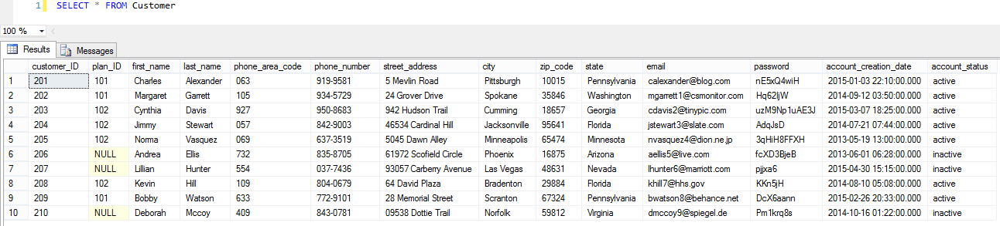 1 SELECT * FROM Customer
100 %
Results Messages
customer_ID plan_ID first_name last_name phone_area_code phone_number street_address city zip_code state email password account_creation_date account_status
1 201 101 Charles Alexander 063 919-9581 5 Mevlin Road Pittsburgh 10015 Pennsylvania calexander@blog.com nE5xQ4wiH 2015-01-03 22:10:00.000 active
2 202 101 Margaret Garrett 105 934-5729 24 Grover Drive Spokane 35846 Washington mgarrett1@csmonitor.com Hq62ljW 2014-09-12 03:50:00.000 active
3 203 102 Cynthia Davis 927 950-8683 942 Hudson Trail Cumming 18657 Georgia cdavis2@tinypic.com uzM9Np1uAE3J 2015-03-07 18:25:00.000 active
4 204 102 Jimmy Stewart 057 842-9003 46534 Cardinal Hill Jacksonville 95641 Florida jstewart3@slate.com AdqJsD 2014-07-21 07:44:00.000 active
5 205 102 Norma Vasquez 069 637-3519 5045 Dawn Alley Minneapolis 65474 Minnesota nvasquez4@dion.ne.jp 3qHiH8FFXH 2013-05-19 13:00:00.000 active
6 206 NULL Andrea Ellis 732 835-8705 61972 Scofield Circle Phoenix 16875 Arizona aellis5@live.com fcXD3BjeB 2013-06-01 06:28:00.000 inactive
7 207 NULL Lillian Hunter 554 037-7436 93057 Carberry Avenue Las Vegas 48631 Nevada lhunter6@marriott.com pjjxa6 2015-04-30 15:15:00.000 inactive
8 208 102 Kevin Hill 109 804-0679 64 David Plaza Bradenton 29884 Florida khill7@hhs.gov KKn5jH 2014-08-10 05:08:00.000 active
9 209 101 Bobby Watson 633 772-9101 28 Memorial Street Scranton 67324 Pennsylvania bwatson8@behance.net DcX6aann 2015-02-26 20:33:00.000 active
10 210 NULL Deborah Mccoy 409 843-0781 09538 Dottie Trail Norfolk 59812 Virginia dmccoy9@spiegel.de Pm1krq8s 2014-10-16 01:22:00.000 inactive